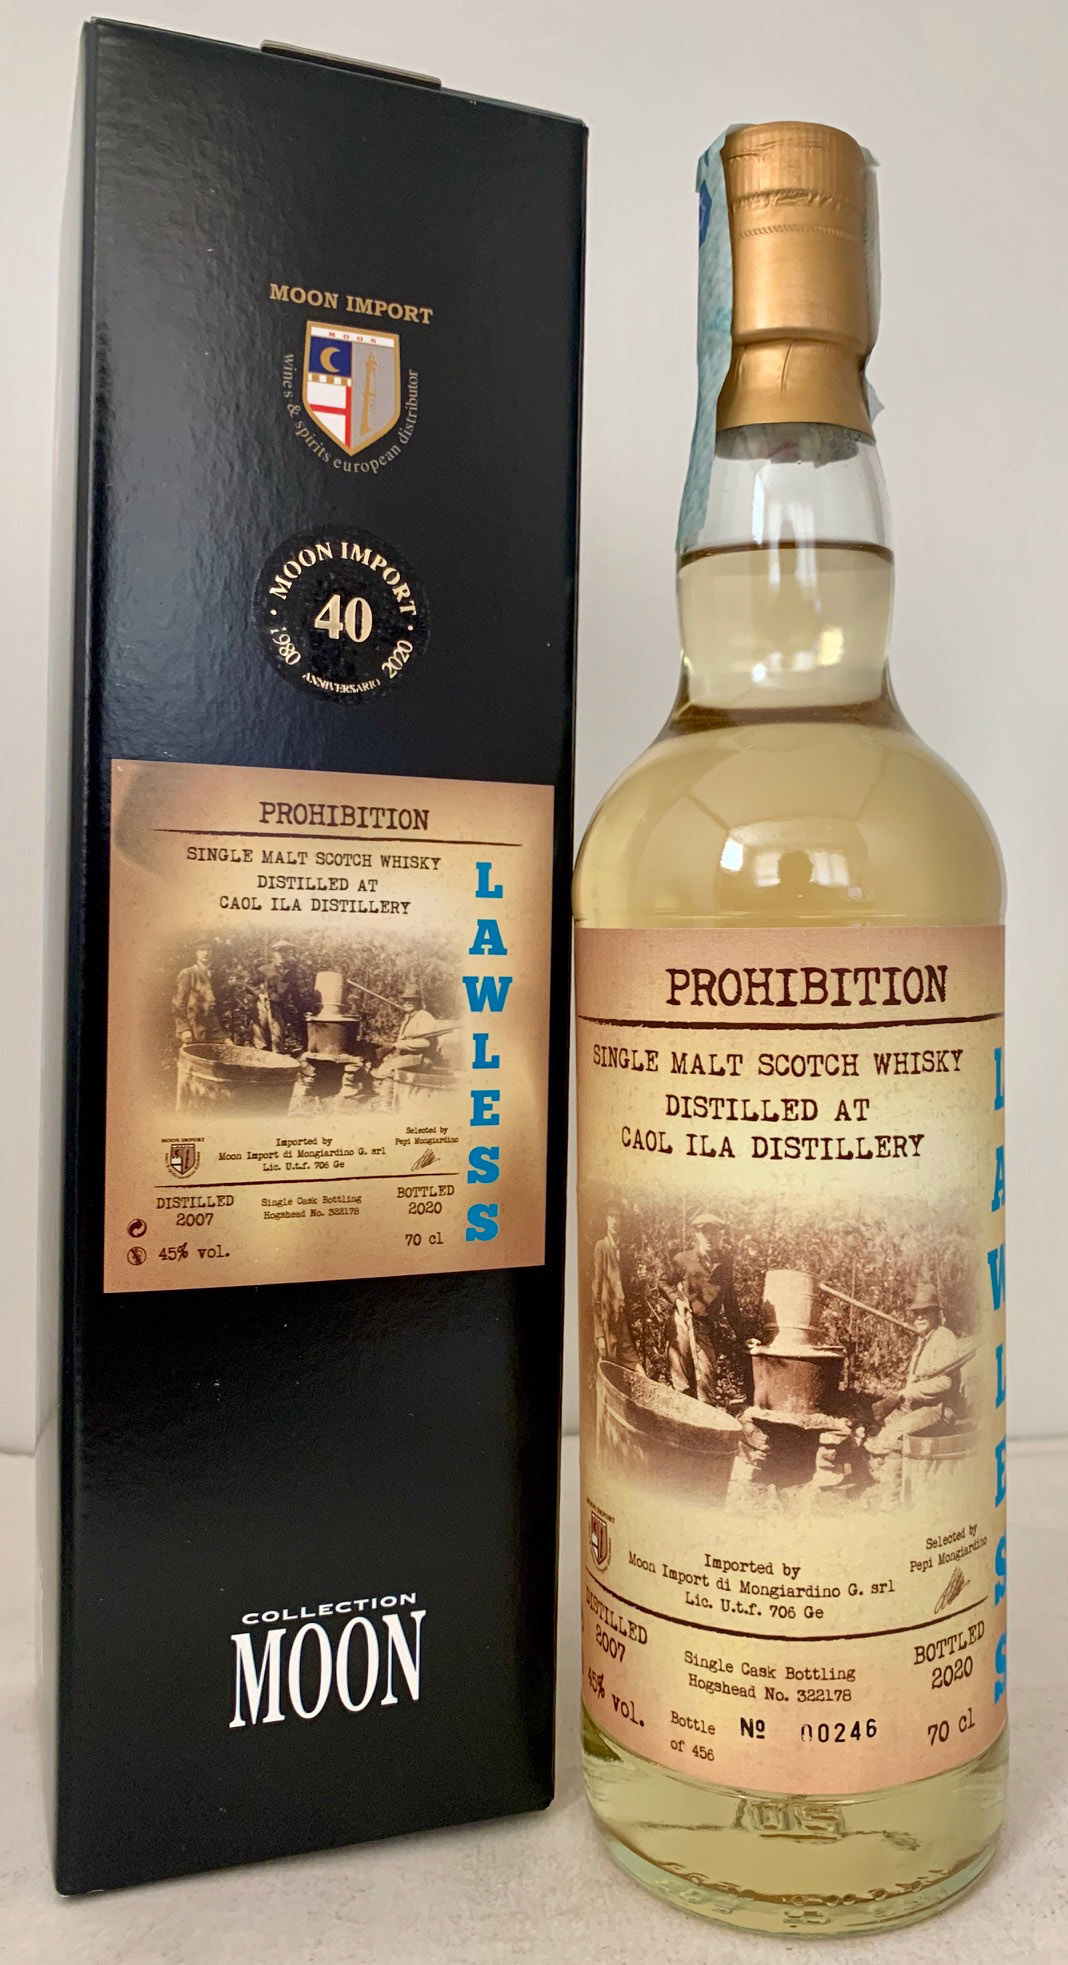 MOON IMPORT
MOON
wines & spirits european distributor
MOON IMPORT
40
1980 ANNIVERSARIO 2020
PROHIBITION
SINGLE MALT SCOTCH WHISKY
DISTILLED AT
CAOL ILA DISTILLERY
LAWLESS
MOON IMPORT
Imported by
Moon Import di Mongiardino G. srl
Lic. U.t.f. 706 Ge
Selected by
Pepi Mongiardino
DISTILLED
2007
Single Cask Bottling
Hogshead No. 322178
BOTTLED
2020
45% vol.
70 cl
COLLECTION
MOON
PROHIBITION
SINGLE MALT SCOTCH WHISKY
DISTILLED AT
CAOL ILA DISTILLERY
LAWLESS
MOON IMPORT
Imported by
Moon Import di Mongiardino G. srl
Lic. U.t.f. 706 Ge
Selected by
Pepi Mongiardino
DISTILLED
2007
Single Cask Bottling
Hogshead No. 322178
BOTTLED
2020
45% vol.
Bottle Nº 00246
of 456
70 cl